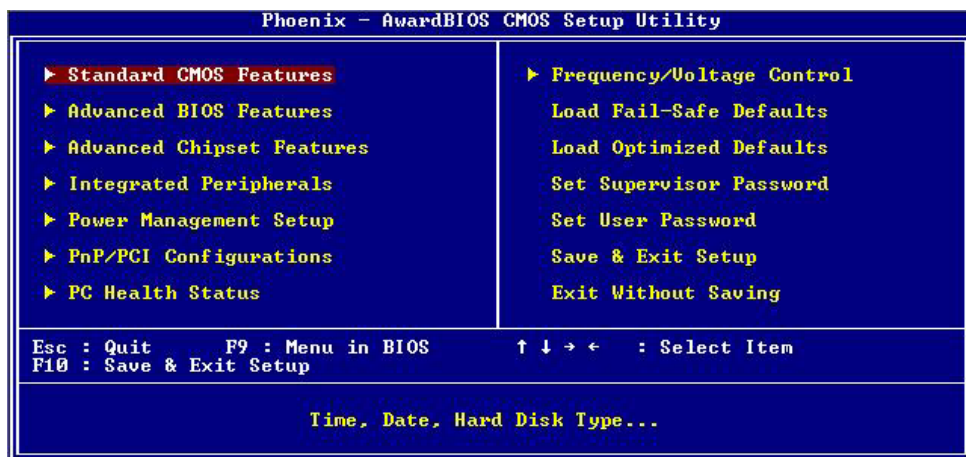 Phoenix - AwardBIOS CMOS Setup Utility
▶ Standard CMOS Features
▶ Advanced BIOS Features
▶ Advanced Chipset Features
▶ Integrated Peripherals
▶ Power Management Setup
▶ PnP/PCI Configurations
▶ PC Health Status
▶ Frequency/Voltage Control
Load Fail-Safe Defaults
Load Optimized Defaults
Set Supervisor Password
Set User Password
Save & Exit Setup
Exit Without Saving
Esc : Quit F9 : Menu in BIOS ↑ ↓ → ← : Select Item
F10 : Save & Exit Setup
Time, Date, Hard Disk Type...